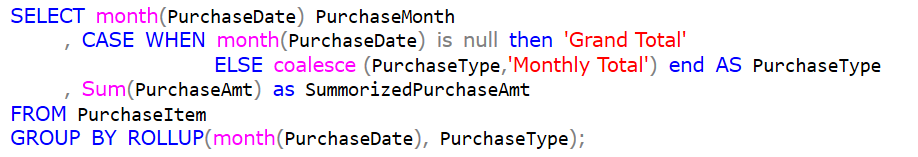 SELECT month(PurchaseDate) PurchaseMonth
, CASE WHEN month(PurchaseDate) is null then 'Grand Total'
ELSE coalesce (PurchaseType,'Monthly Total') end AS PurchaseType
, Sum(PurchaseAmt) as SummorizedPurchaseAmt
FROM PurchaseItem
GROUP BY ROLLUP(month(PurchaseDate), PurchaseType);